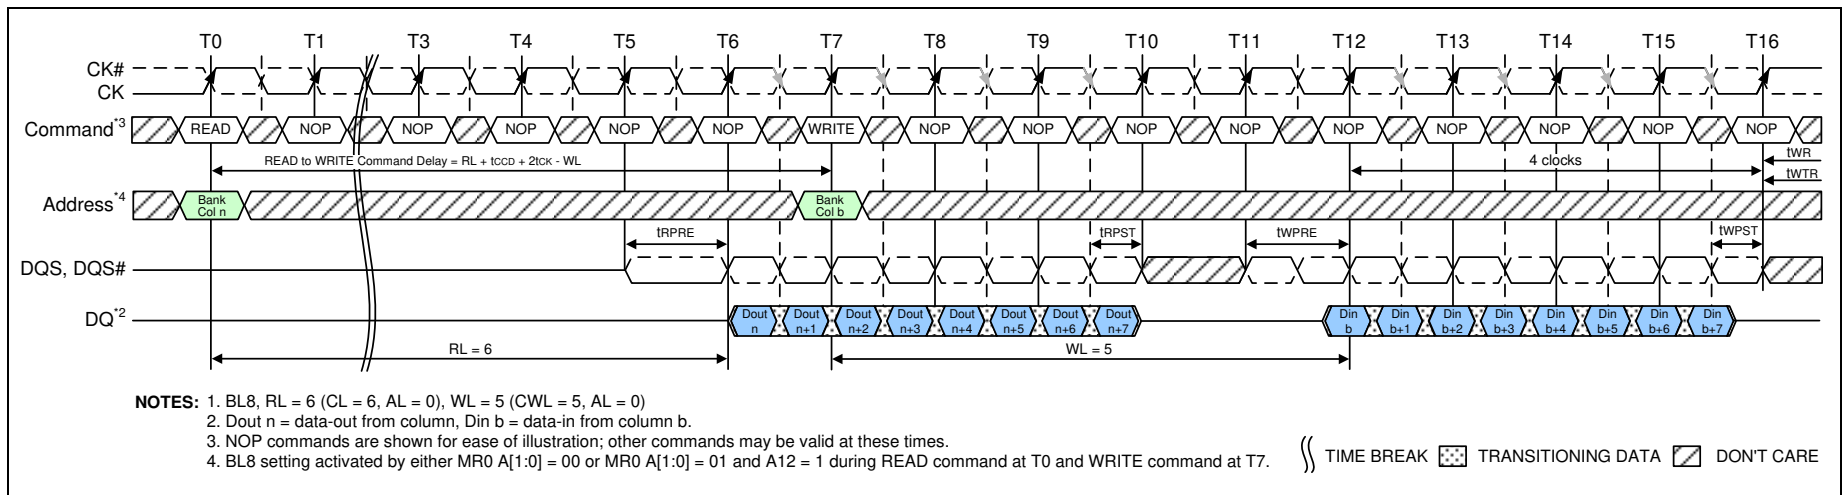 T0 T1 T3 T4 T5 T6 T7 T8 T9 T10 T11 T12 T13 T14 T15 T16
CK#
CK
Command*3 READ NOP NOP NOP NOP NOP WRITE NOP NOP NOP NOP NOP NOP NOP NOP NOP
READ to WRITE Command Delay = RL + tCCD + 2tCK - WL 4 clocks tWR
tWTR
Address*4 Bank Col n Bank Col b
tRPRE tRPST tWPRE tWPST
DQS, DQS#
DQ*2 Dout n Dout n+1 Dout n+2 Dout n+3 Dout n+4 Dout n+5 Dout n+6 Dout n+7 Din b Din b+1 Din b+2 Din b+3 Din b+4 Din b+5 Din b+6 Din b+7
RL = 6 WL = 5
NOTES: 1. BL8, RL = 6 (CL = 6, AL = 0), WL = 5 (CWL = 5, AL = 0)
2. Dout n = data-out from column, Din b = data-in from column b.
3. NOP commands are shown for ease of illustration; other commands may be valid at these times.
4. BL8 setting activated by either MR0 A[1:0] = 00 or MR0 A[1:0] = 01 and A12 = 1 during READ command at T0 and WRITE command at T7.
TIME BREAK TRANSITIONING DATA DON'T CARE